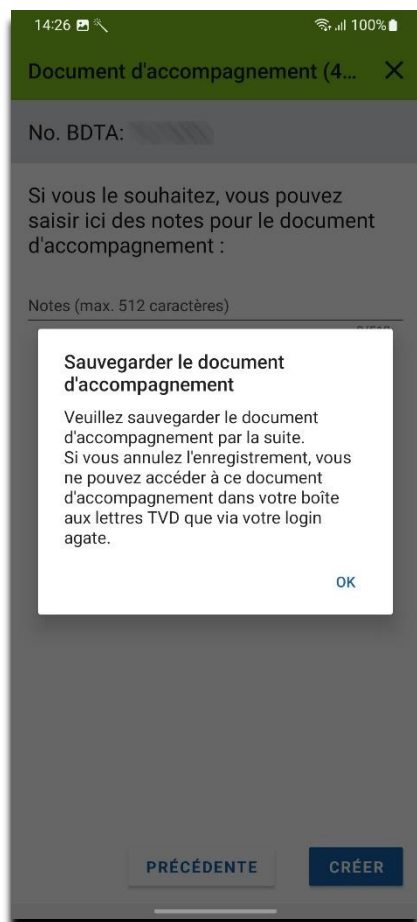 14:26 100%
Document d'accompagnement (4...
No. BDTA:
Si vous le souhaitez, vous pouvez
saisir ici des notes pour le document
d'accompagnement :
Notes (max. 512 caractères)
Sauvegarder le document
d'accompagnement
Veuillez sauvegarder le document
d'accompagnement par la suite.
Si vous annulez l'enregistrement, vous
ne pouvez accéder à ce document
d'accompagnement dans votre boîte
aux lettres TVD que via votre login
agate.
OK
PRÉCÉDENTE CRÉER